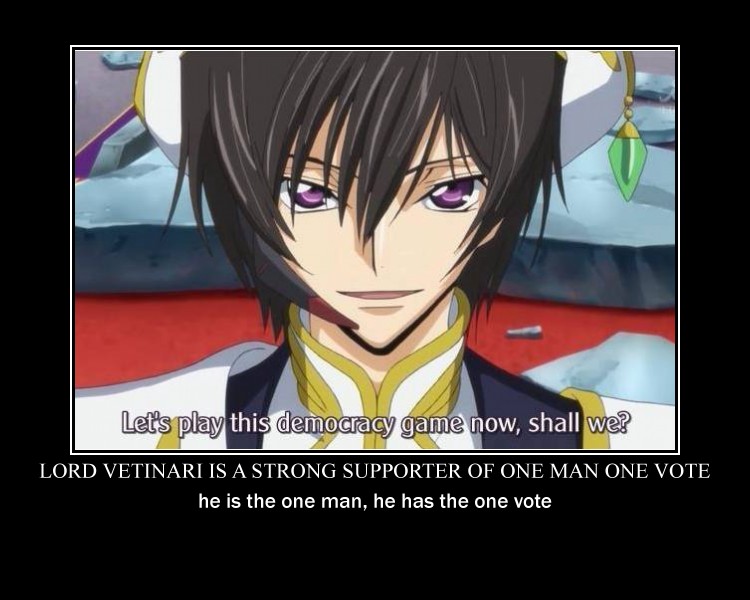 Let's play this democracy game now, shall we?
LORD VETINARI IS A STRONG SUPPORTER OF ONE MAN ONE VOTE
he is the one man, he has the one vote